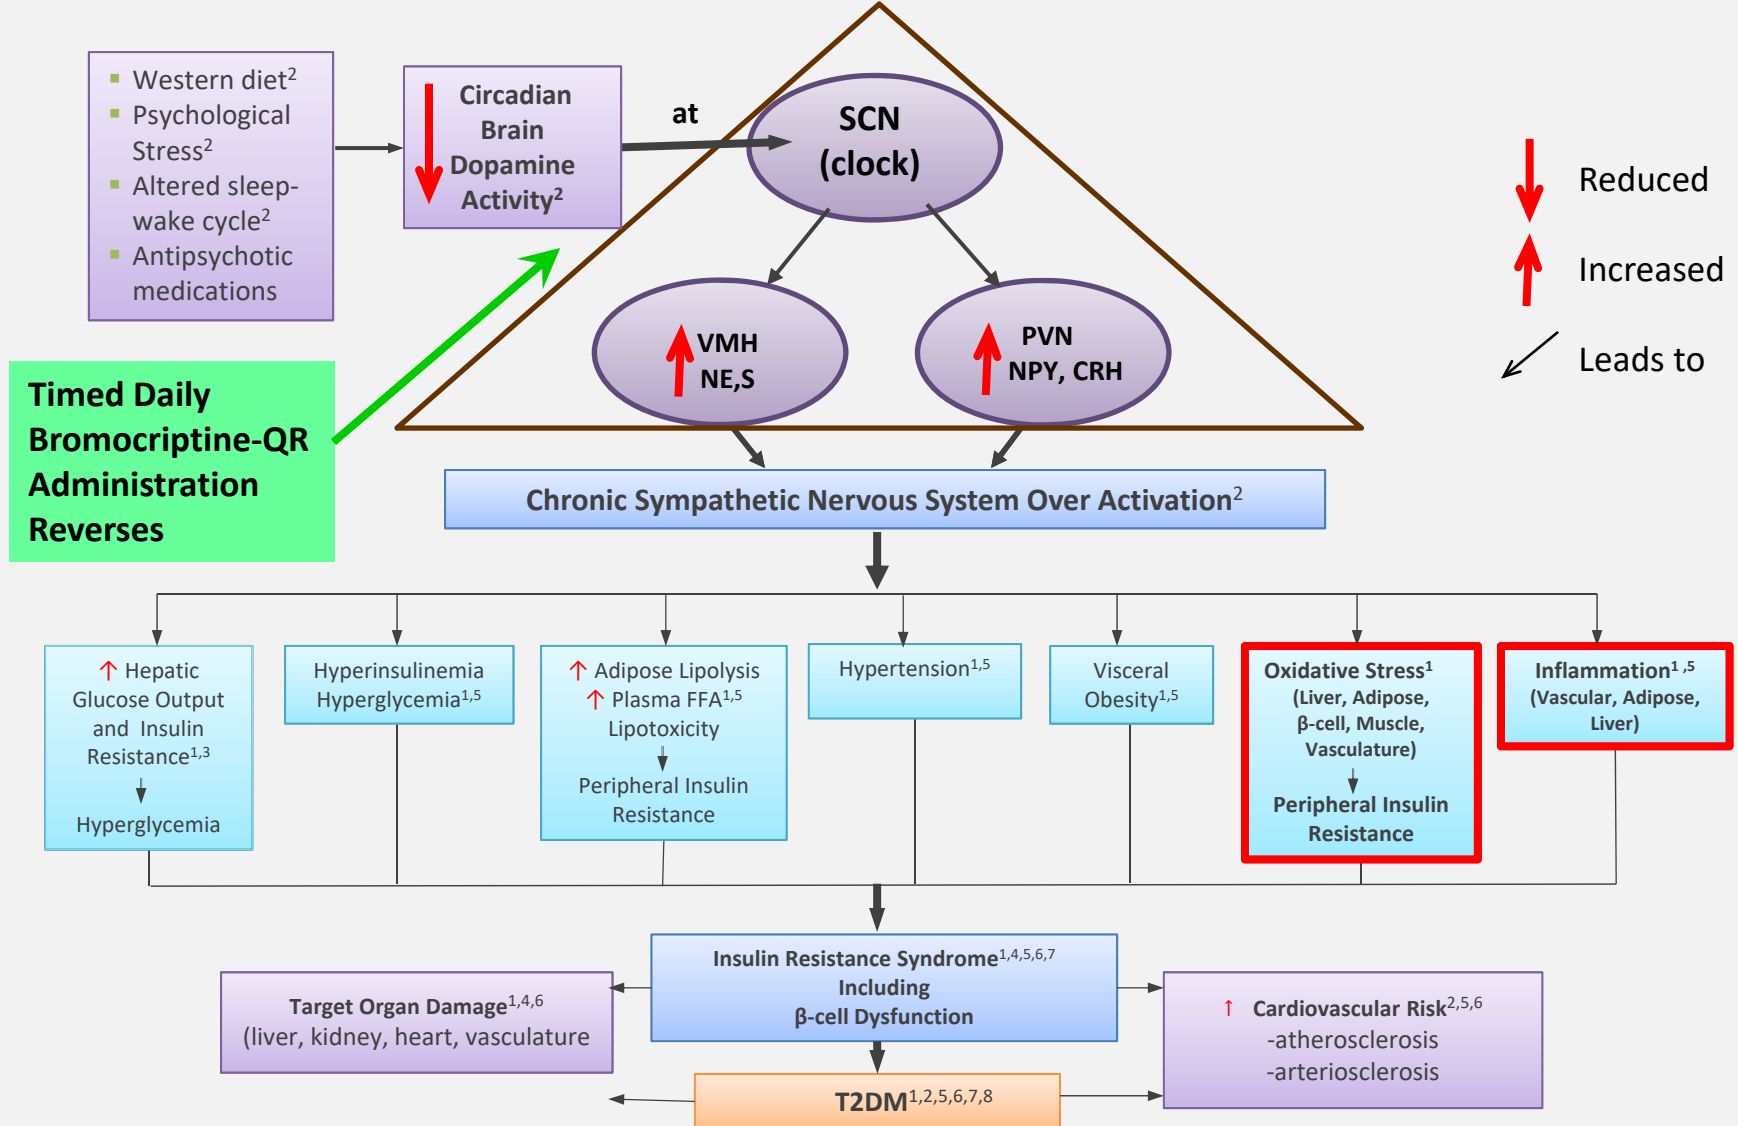 ▪ Western diet²
▪ Psychological
Stress²
▪ Altered sleep-
wake cycle²
▪ Antipsychotic
medications
Circadian
Brain
Dopamine
Activity²
at
SCN
(clock)
VMH
NE,S
PVN
NPY, CRH
Reduced
Increased
Leads to
Timed Daily
Bromocriptine-QR
Administration
Reverses
Chronic Sympathetic Nervous System Over Activation²
↑ Hepatic
Glucose Output
and Insulin
Resistance¹,³
Hyperglycemia
Hyperinsulinemia
Hyperglycemia¹,⁵
↑ Adipose Lipolysis
↑ Plasma FFA¹,⁵
Lipotoxicity
Peripheral Insulin
Resistance
Hypertension¹,⁵
Visceral
Obesity¹,⁵
Oxidative Stress¹
(Liver, Adipose,
β-cell, Muscle,
Vasculature)
Peripheral Insulin
Resistance
Inflammation¹,⁵
(Vascular, Adipose,
Liver)
Insulin Resistance Syndrome¹,⁴,⁵,⁶,⁷
Including
β-cell Dysfunction
Target Organ Damage¹,⁴,⁶
(liver, kidney, heart, vasculature
↑ Cardiovascular Risk²,⁵,⁶
-atherosclerosis
-arteriosclerosis
T2DM¹,²,⁵,⁶,⁷,⁸